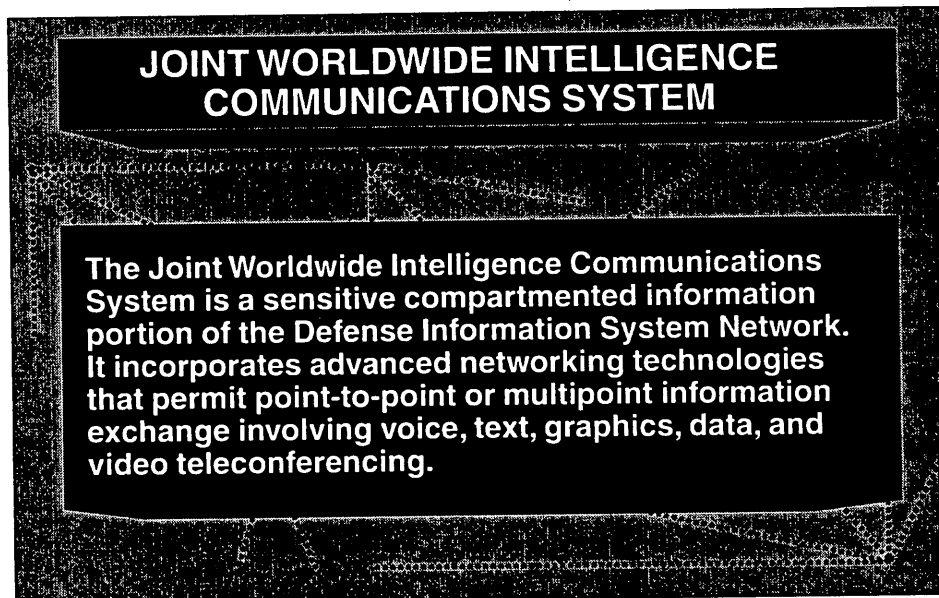 JOINT WORLDWIDE INTELLIGENCE
COMMUNICATIONS SYSTEM
The Joint Worldwide Intelligence Communications
System is a sensitive compartmented information
portion of the Defense Information System Network.
It incorporates advanced networking technologies
that permit point-to-point or multipoint information
exchange involving voice, text, graphics, data, and
video teleconferencing.